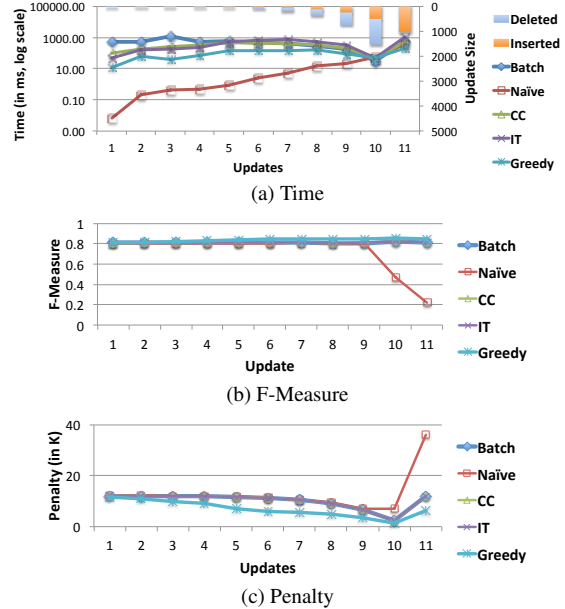 Time (in ms, log scale)
100000.00
1000.00
10.00
0.10
0.00
1 2 3 4 5 6 7 8 9 10 11
Updates
0
1000
2000
3000
4000
5000
Update Size
Deleted
Inserted
Batch
Naïve
CC
IT
Greedy
(a) Time
F-Measure
1
0.8
0.6
0.4
0.2
0
1 2 3 4 5 6 7 8 9 10 11
Update
Batch
Naïve
CC
IT
Greedy
(b) F-Measure
Penalty (in K)
40
20
0
1 2 3 4 5 6 7 8 9 10 11
Updates
Batch
Naïve
CC
IT
Greedy
(c) Penalty